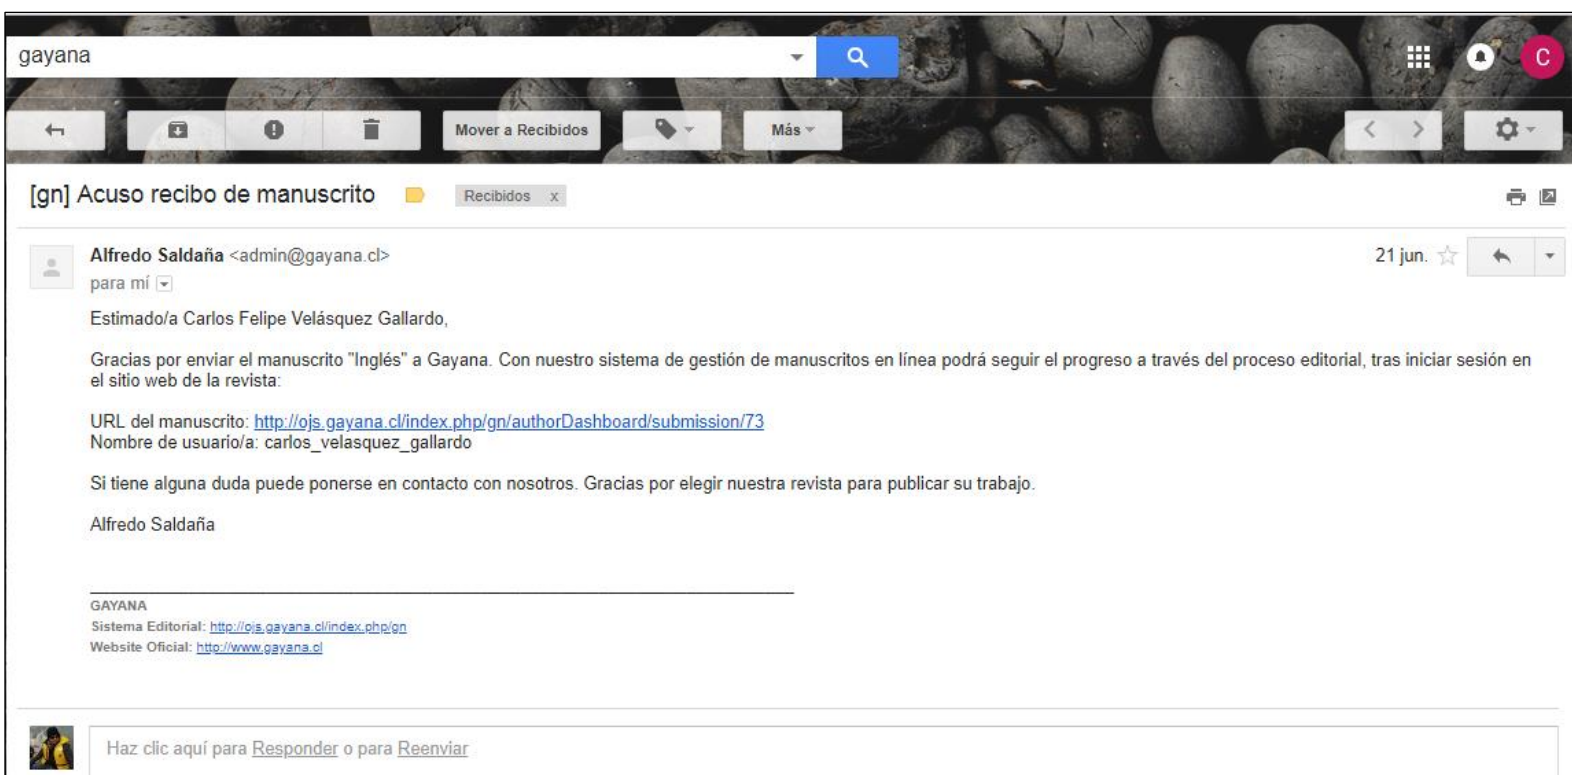 gayana
C
Mover a Recibidos
Más
[gn] Acuso recibo de manuscrito Recibidos x
Alfredo Saldaña <admin@gayana.cl> 21 jun.
para mí
Estimado/a Carlos Felipe Velásquez Gallardo,
Gracias por enviar el manuscrito "Inglés" a Gayana. Con nuestro sistema de gestión de manuscritos en línea podrá seguir el progreso a través del proceso editorial, tras iniciar sesión en
el sitio web de la revista:
URL del manuscrito: http://ojs.gayana.cl/index.php/gn/authorDashboard/submission/73
Nombre de usuario/a: carlos_velasquez_gallardo
Si tiene alguna duda puede ponerse en contacto con nosotros. Gracias por elegir nuestra revista para publicar su trabajo.
Alfredo Saldaña
GAYANA
Sistema Editorial: http://ojs.gayana.cl/index.php/gn
Website Oficial: http://www.gayana.cl
Haz clic aquí para Responder o para Reenviar